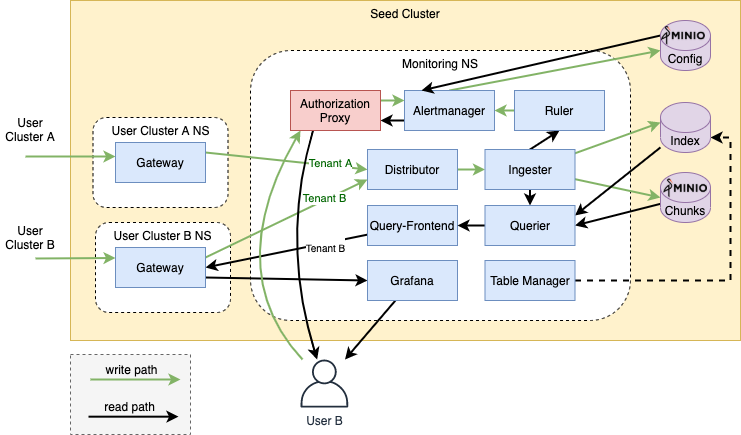 Seed Cluster
MINIO
Config
Monitoring NS
Authorization
Proxy
Alertmanager
Ruler
User
Cluster A
User Cluster A NS
Gateway
Tenant A
Distributor
Ingester
Index
Tenant B
MINIO
Chunks
User
Cluster B
User Cluster B NS
Gateway
Query-Frontend
Querier
Tenant B
Grafana
Table Manager
write path
read path
User B